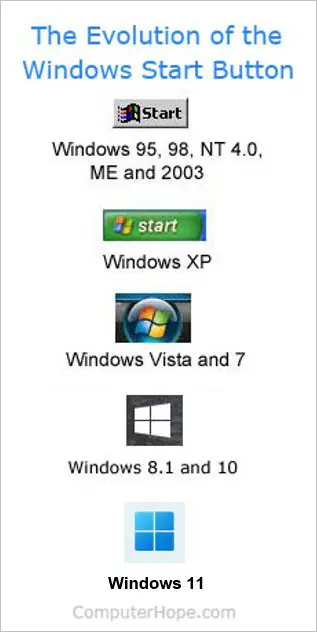 The Evolution of the
Windows Start Button
Start
Windows 95, 98, NT 4.0,
ME and 2003
start
Windows XP
Windows Vista and 7
Windows 8.1 and 10
Windows 11
ComputerHope.com